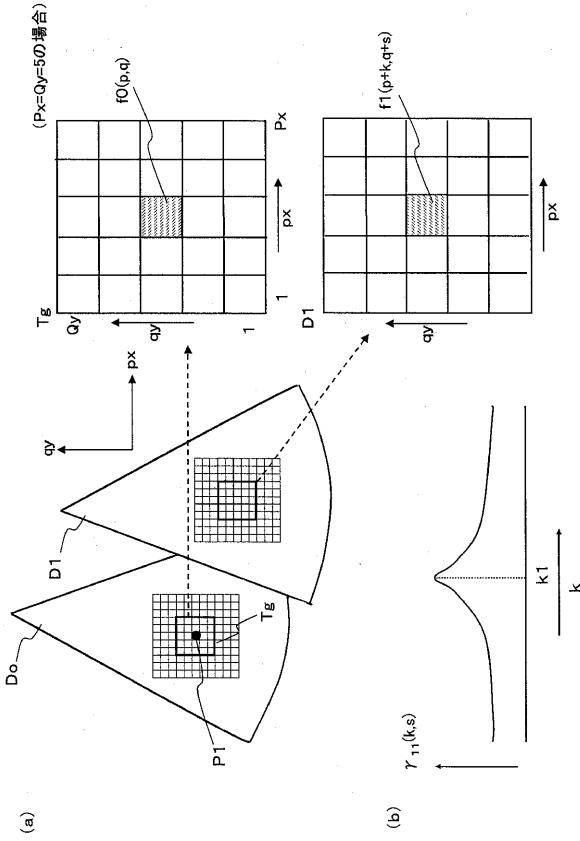 (a)
Do
D1
P1
Tg
qy
px
(Px=Qy=5の場合)
Tg
Qy
qy
1
1
px
Px
f0(p,q)
D1
qy
px
f1(p+k,q+s)
(b)
γ11(k,s)
k1
k